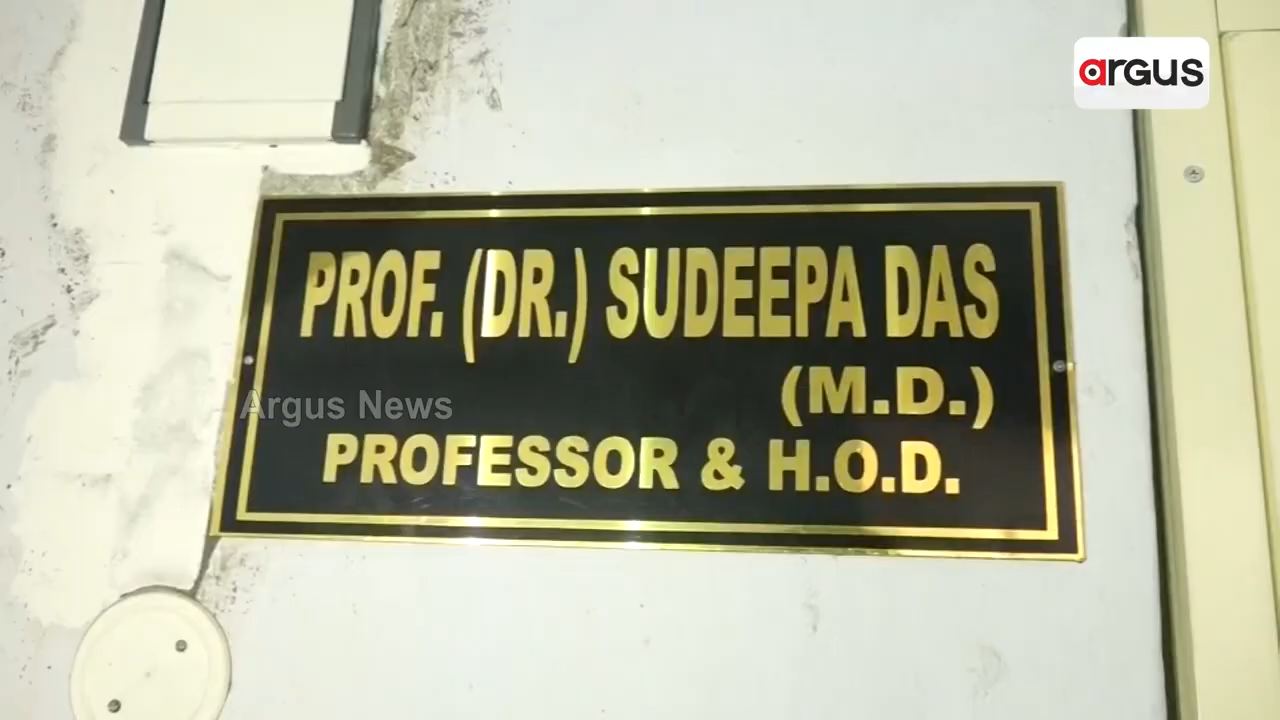 argus
PROF. (DR.) SUDEEPA DAS
(M.D.)
Argus News
PROFESSOR & H.O.D.